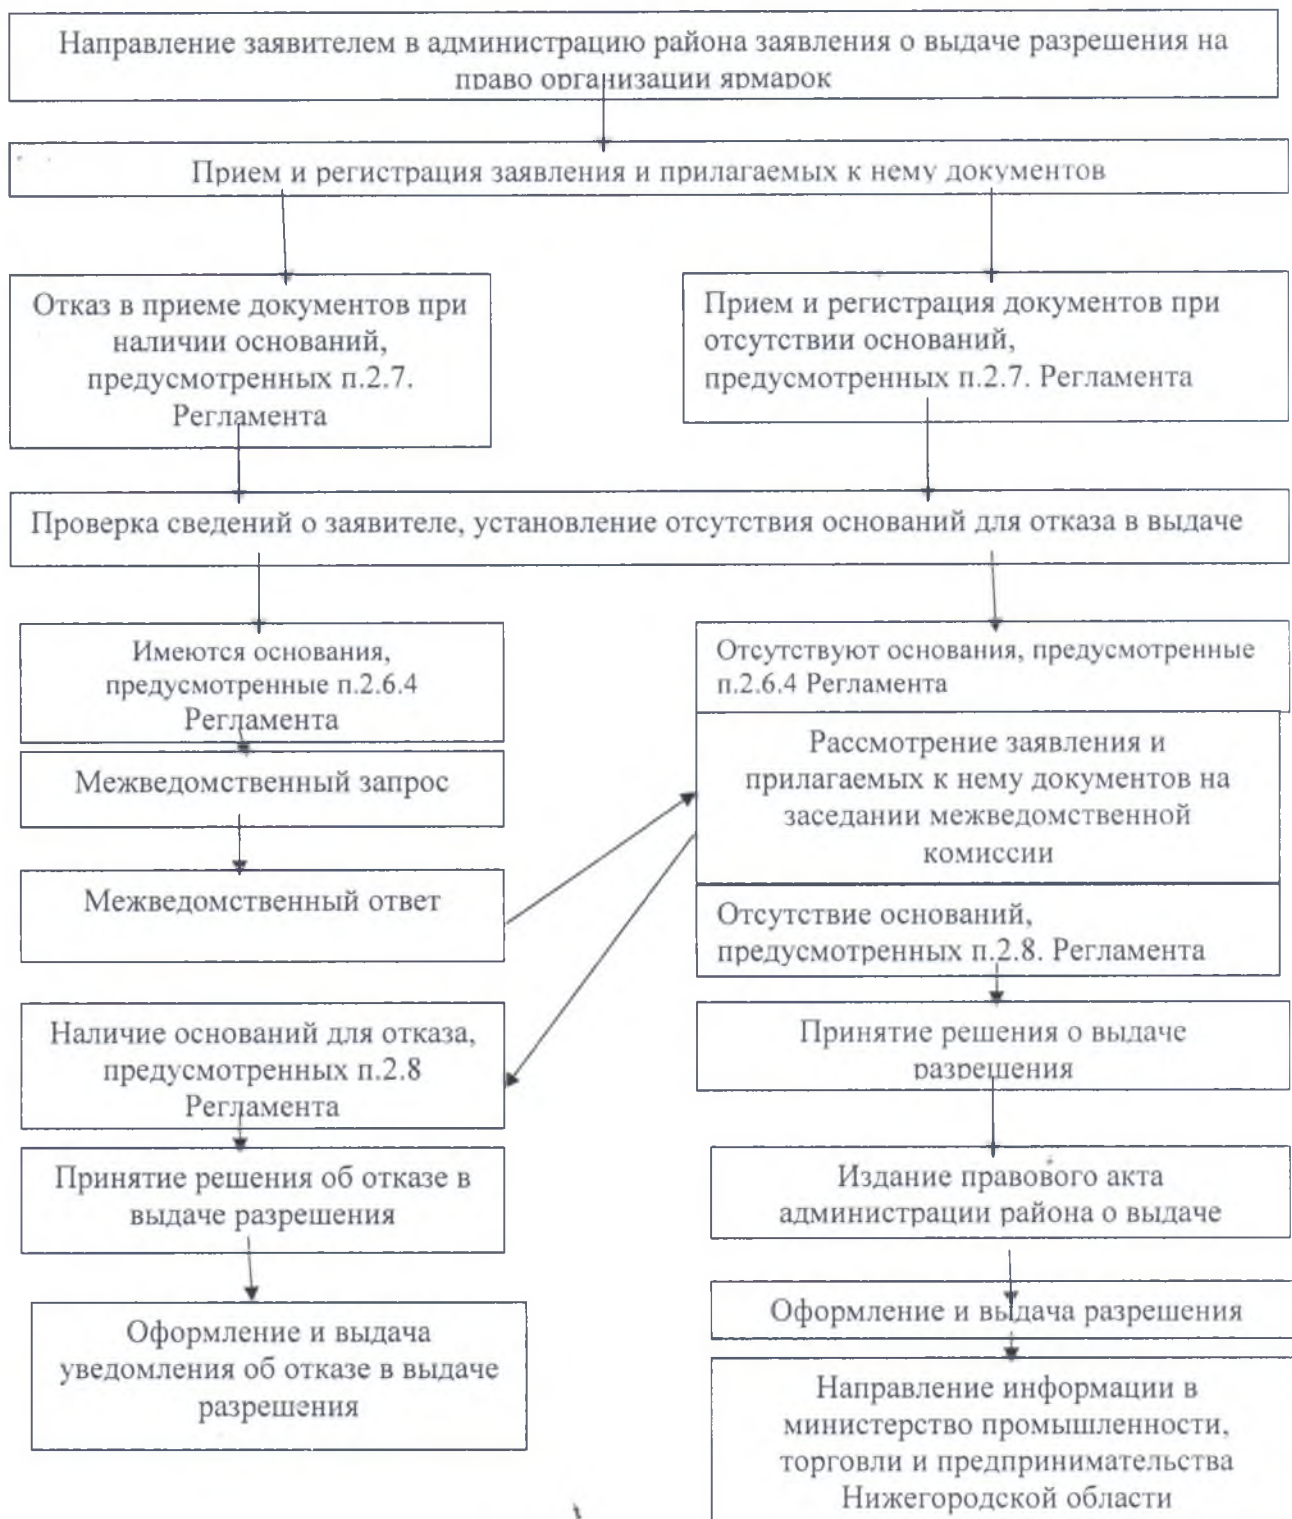 Направление заявителем в администрацию района заявления о выдаче разрешения на
право организации ярмарок
Прием и регистрация заявления и прилагаемых к нему документов
Отказ в приеме документов при
наличии оснований,
предусмотренных п.2.7.
Регламента
Прием и регистрация документов при
отсутствии оснований,
предусмотренных п.2.7. Регламента
Проверка сведений о заявителе, установление отсутствия оснований для отказа в выдаче
Имеются основания,
предусмотренные п.2.6.4
Регламента
Отсутствуют основания, предусмотренные
п.2.6.4 Регламента
Межведомственный запрос
Рассмотрение заявления и
прилагаемых к нему документов на
заседании межведомственной
комиссии
Межведомственный ответ
Отсутствие оснований,
предусмотренных п.2.8. Регламента
Наличие оснований для отказа,
предусмотренных п.2.8
Регламента
Принятие решения о выдаче
разрешения
Принятие решения об отказе в
выдаче разрешения
Издание правового акта
администрации района о выдаче
Оформление и выдача
уведомления об отказе в выдаче
разрешения
Оформление и выдача разрешения
Направление информации в
министерство промышленности,
торговли и предпринимательства
Нижегородской области